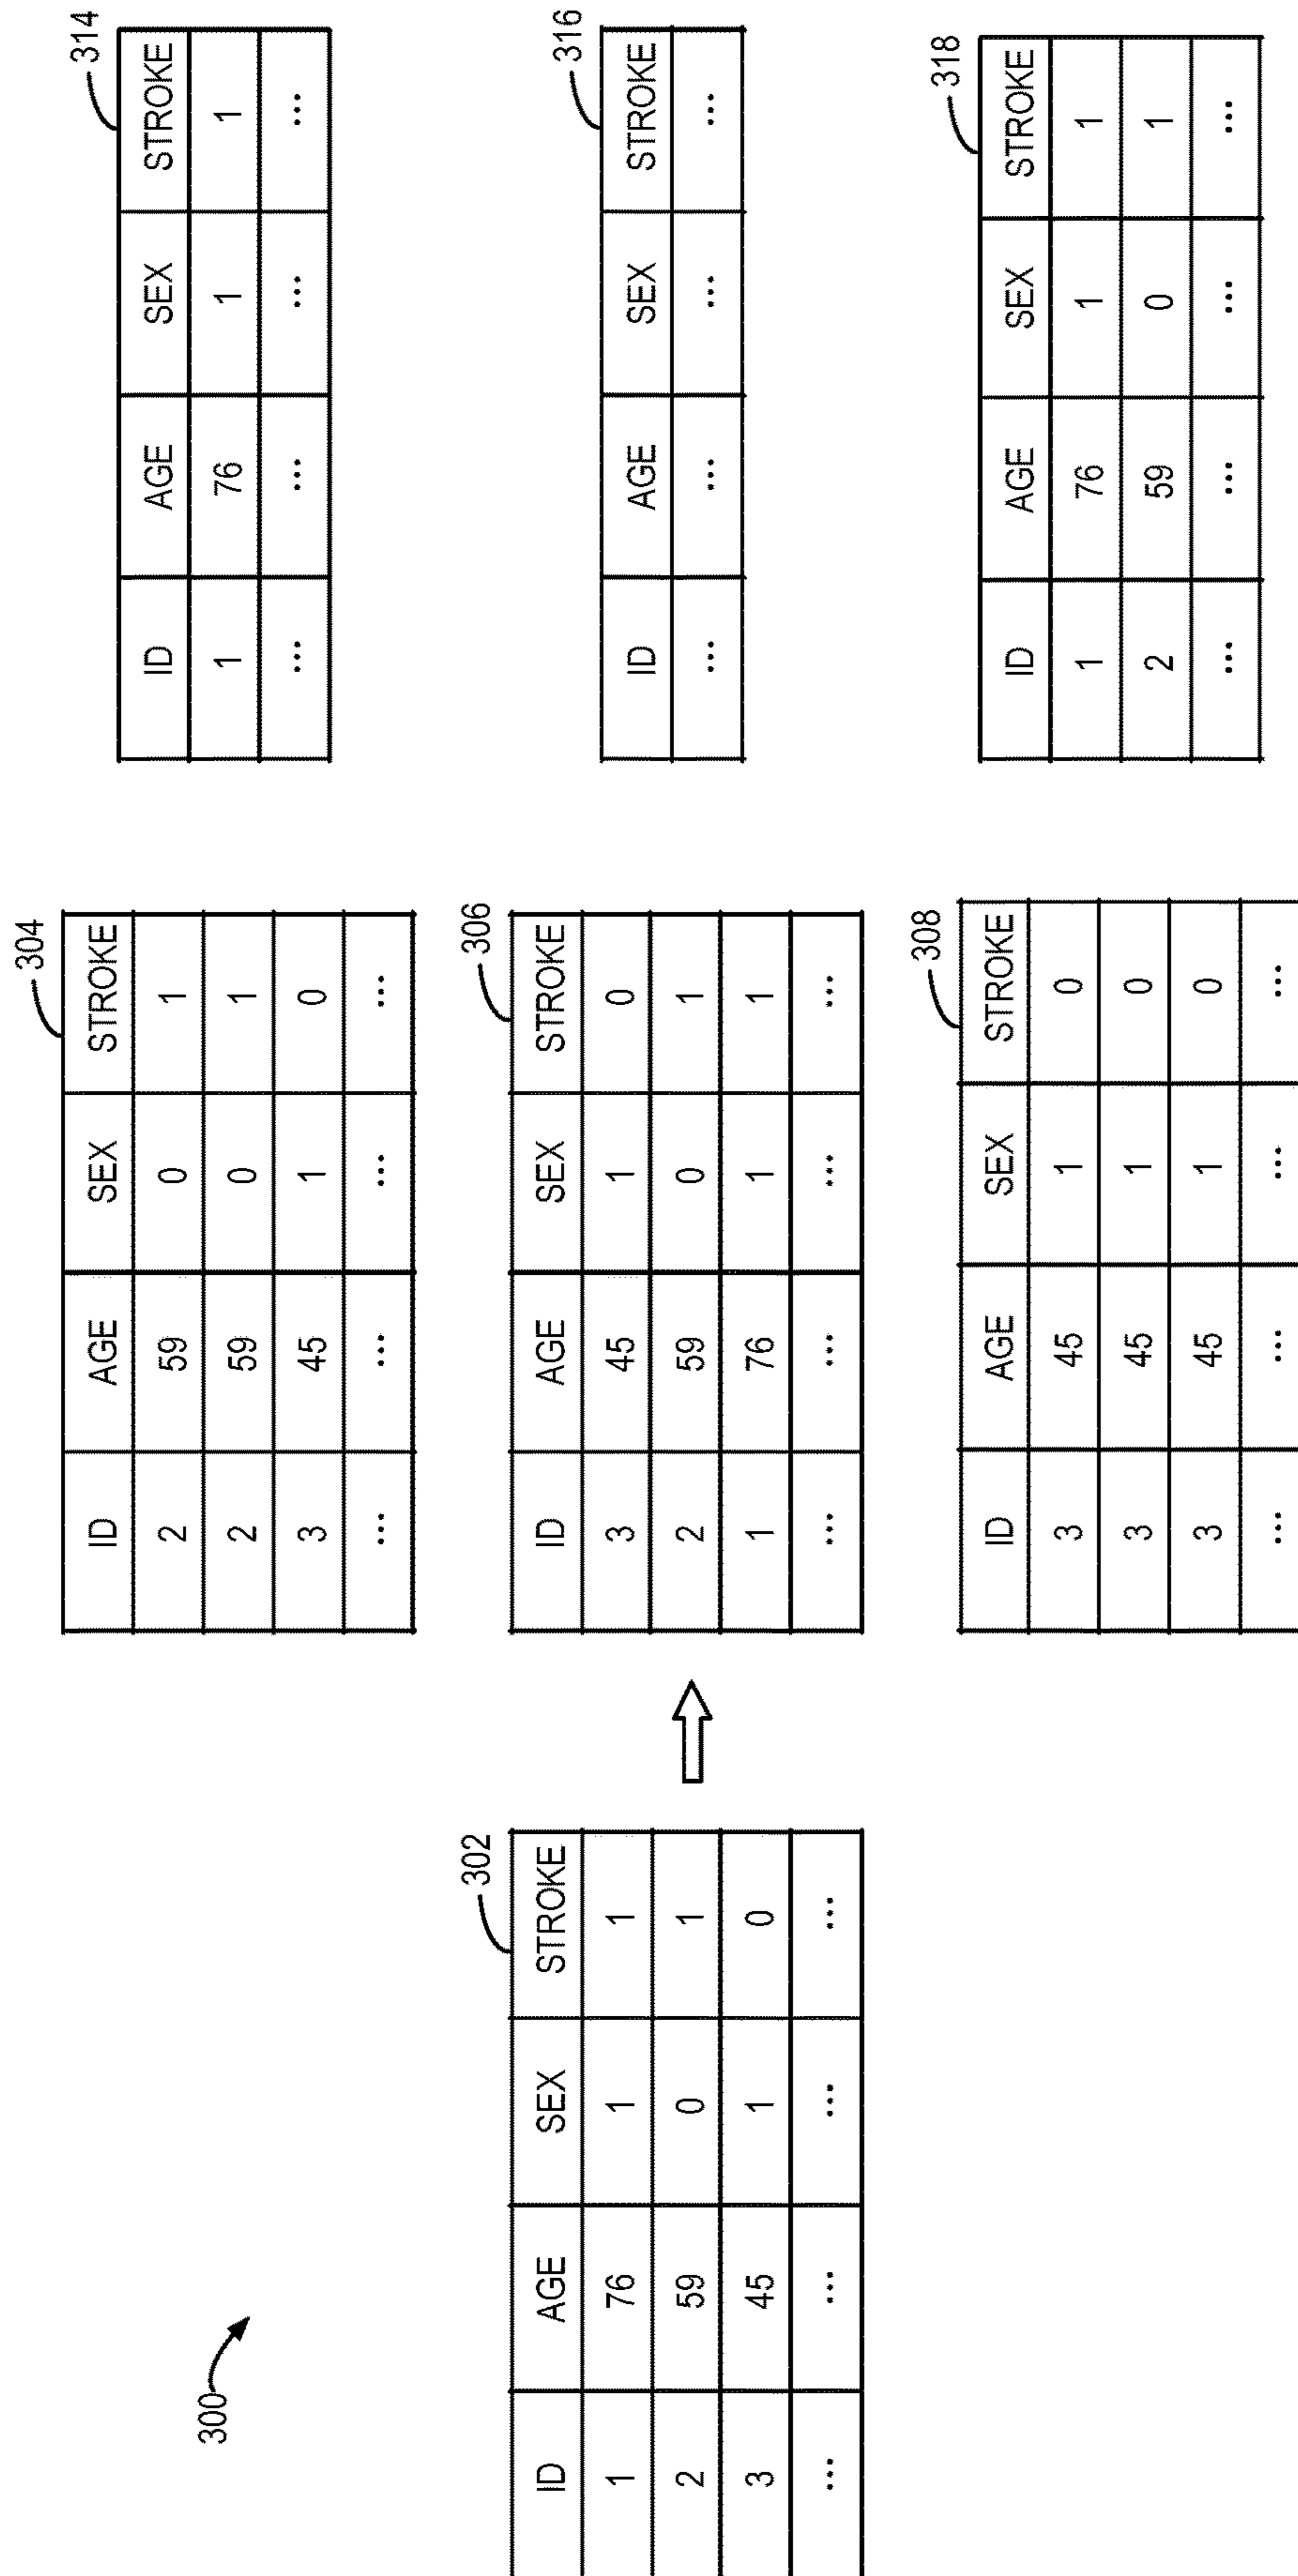 300
302
ID AGE SEX STROKE
1 76 1 1
2 59 0 1
3 45 1 0
... ... ... ...
304
ID AGE SEX STROKE
2 59 0 1
2 59 0 1
3 45 1 0
... ... ... ...
306
ID AGE SEX STROKE
3 45 1 0
2 59 0 1
1 76 1 1
... ... ... ...
308
ID AGE SEX STROKE
3 45 1 0
3 45 1 0
3 45 1 0
... ... ... ...
314
ID AGE SEX STROKE
1 76 1 1
... ... ... ...
316
ID AGE SEX STROKE
... ... ... ...
318
ID AGE SEX STROKE
1 76 1 1
2 59 0 1
... ... ... ...